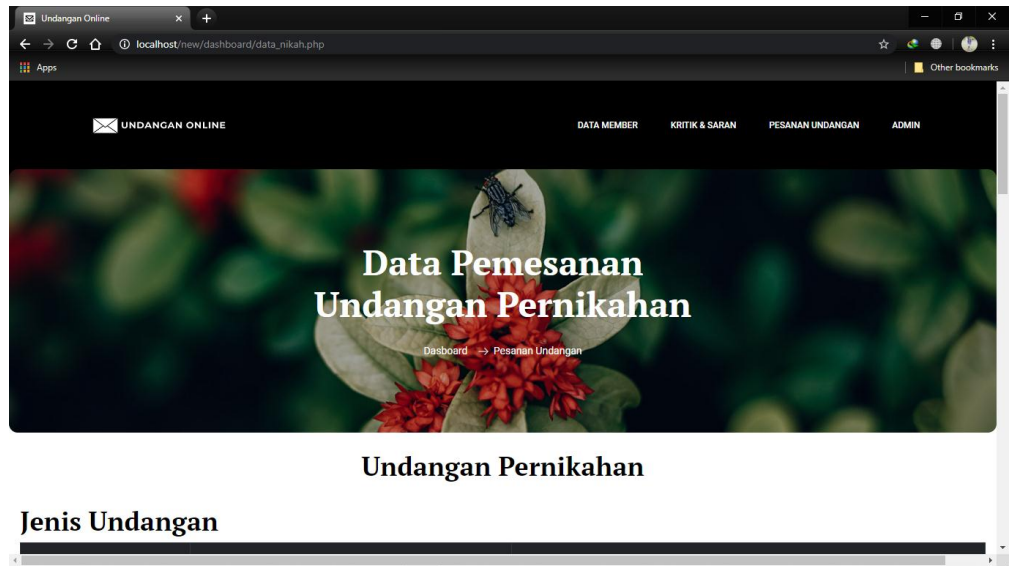 Undangan Online
localhost/new/dashboard/data_nikah.php
Apps
Other bookmarks
UNDANGAN ONLINE
DATA MEMBER KRITIK & SARAN PESANAN UNDANGAN ADMIN
Data Pemesanan
Undangan Pernikahan
Dasboard → Pesanan Undangan
Undangan Pernikahan
Jenis Undangan